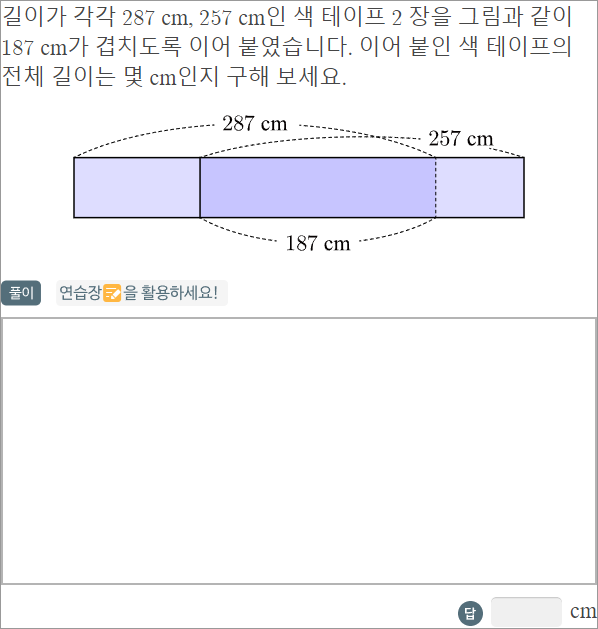 길이가 각각 287 cm, 257 cm인 색 테이프 2 장을 그림과 같이
187 cm가 겹치도록 이어 붙였습니다. 이어 붙인 색 테이프의
전체 길이는 몇 cm인지 구해 보세요.
287 cm
257 cm
187 cm
풀이 연습장을 활용하세요!
답 cm